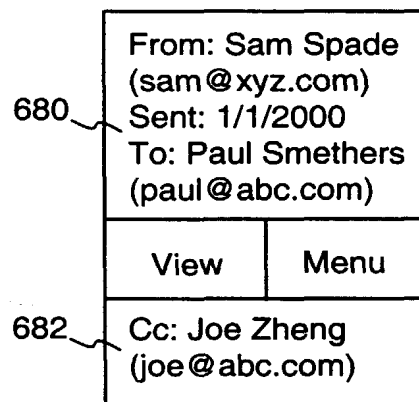 From: Sam Spade
(sam@xyz.com)
680 Sent: 1/1/2000
To: Paul Smethers
(paul@abc.com)
View Menu
682 Cc: Joe Zheng
(joe@abc.com)